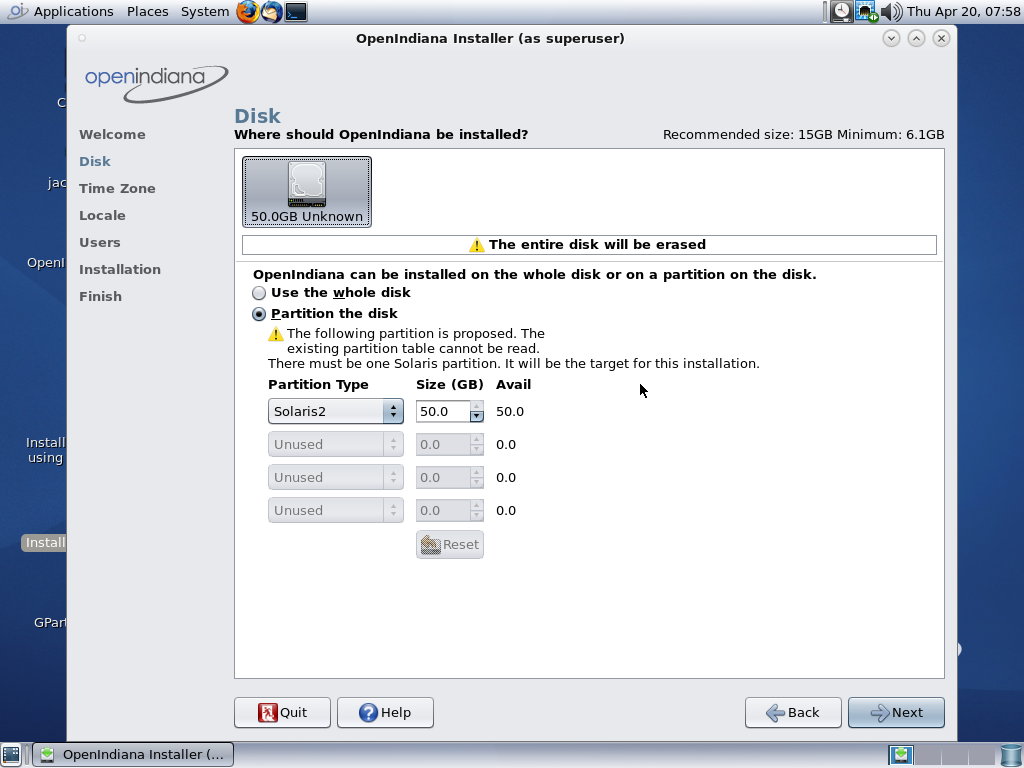 Applications Places System Thu Apr 20, 07:58
OpenIndiana Installer (as superuser)
openindiana
Disk
Where should OpenIndiana be installed? Recommended size: 15GB Minimum: 6.1GB
Welcome
Disk
Time Zone
Locale
Users
Installation
Finish
50.0GB Unknown
The entire disk will be erased
OpenIndiana can be installed on the whole disk or on a partition on the disk.
Use the whole disk
Partition the disk
The following partition is proposed. The
existing partition table cannot be read.
There must be one Solaris partition. It will be the target for this installation.
Partition Type Size (GB) Avail
Solaris2 50.0 50.0
Unused 0.0 0.0
Unused 0.0 0.0
Unused 0.0 0.0
Reset
C
jac
OpenI
Install
using
Install
GPart
Quit Help Back Next
OpenIndiana Installer (...